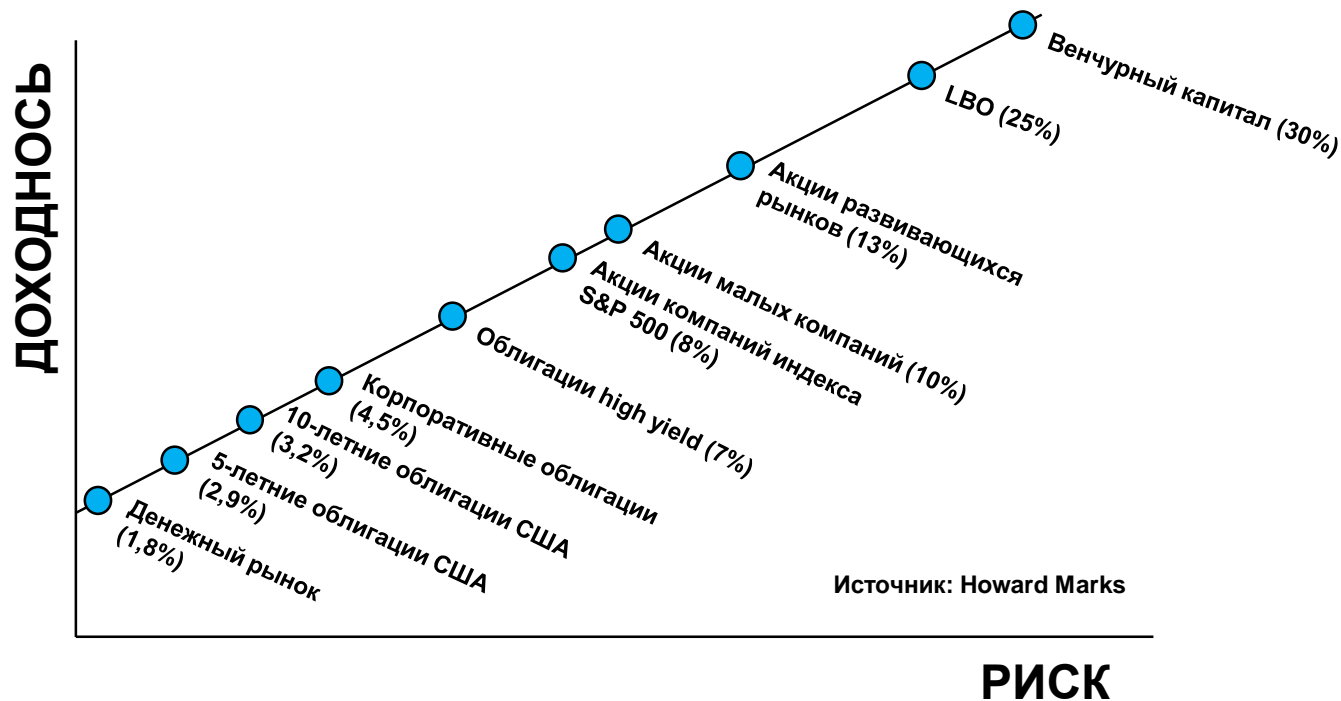 ДОХОДНОСЬ
Венчурный капитал (30%)
LBO (25%)
Акции развивающихся
рынков (13%)
Акции малых компаний (10%)
Акции компаний индекса
S&P 500 (8%)
Облигации high yield (7%)
Корпоративные облигации
(4,5%)
10-летние облигации США
(3,2%)
5-летние облигации США
(2,9%)
Денежный рынок
(1,8%)
Источник: Howard Marks
РИСК